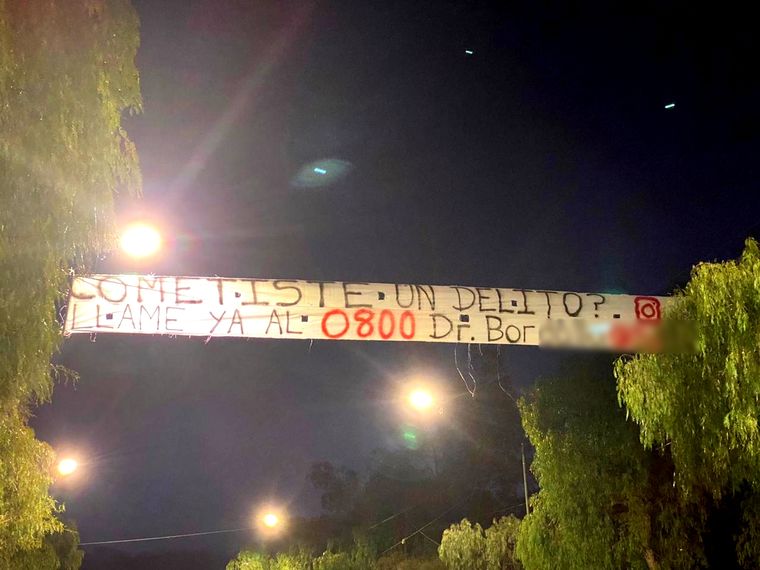 COMETISTE UN DELITO?
LLAME YA AL 0800 Dr. Bor